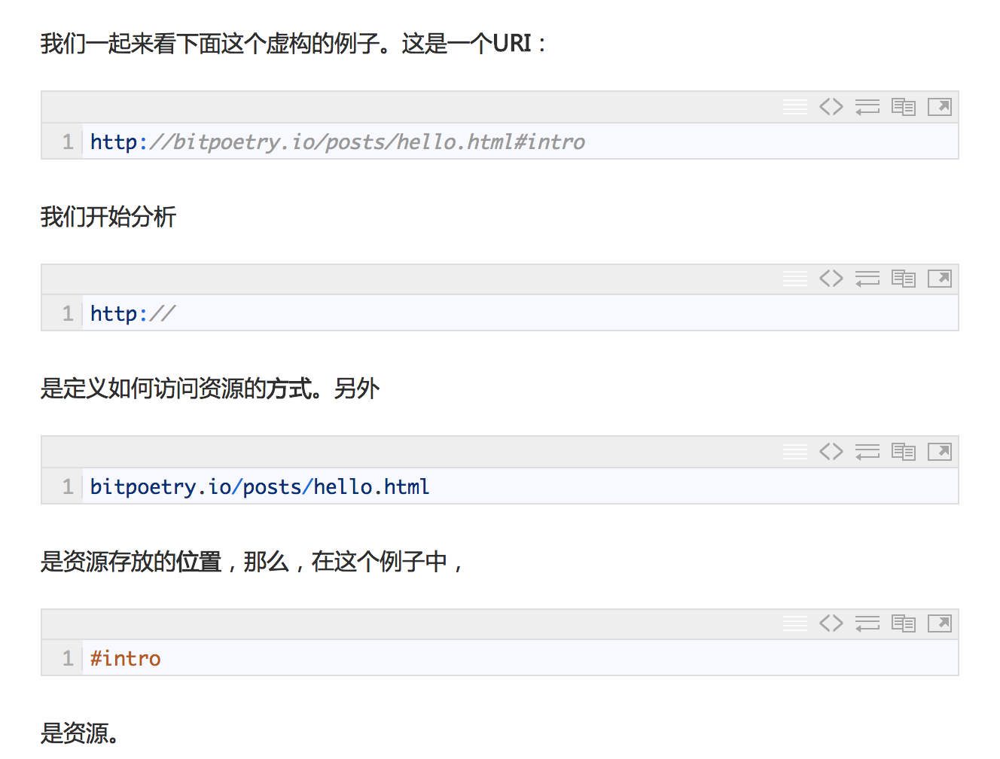 我们一起来看下面这个虚构的例子。这是一个URI：
1 http://bitpoetry.io/posts/hello.html#intro
我们开始分析
1 http://
是定义如何访问资源的方式。另外
1 bitpoetry.io/posts/hello.html
是资源存放的位置，那么，在这个例子中，
1 #intro
是资源。